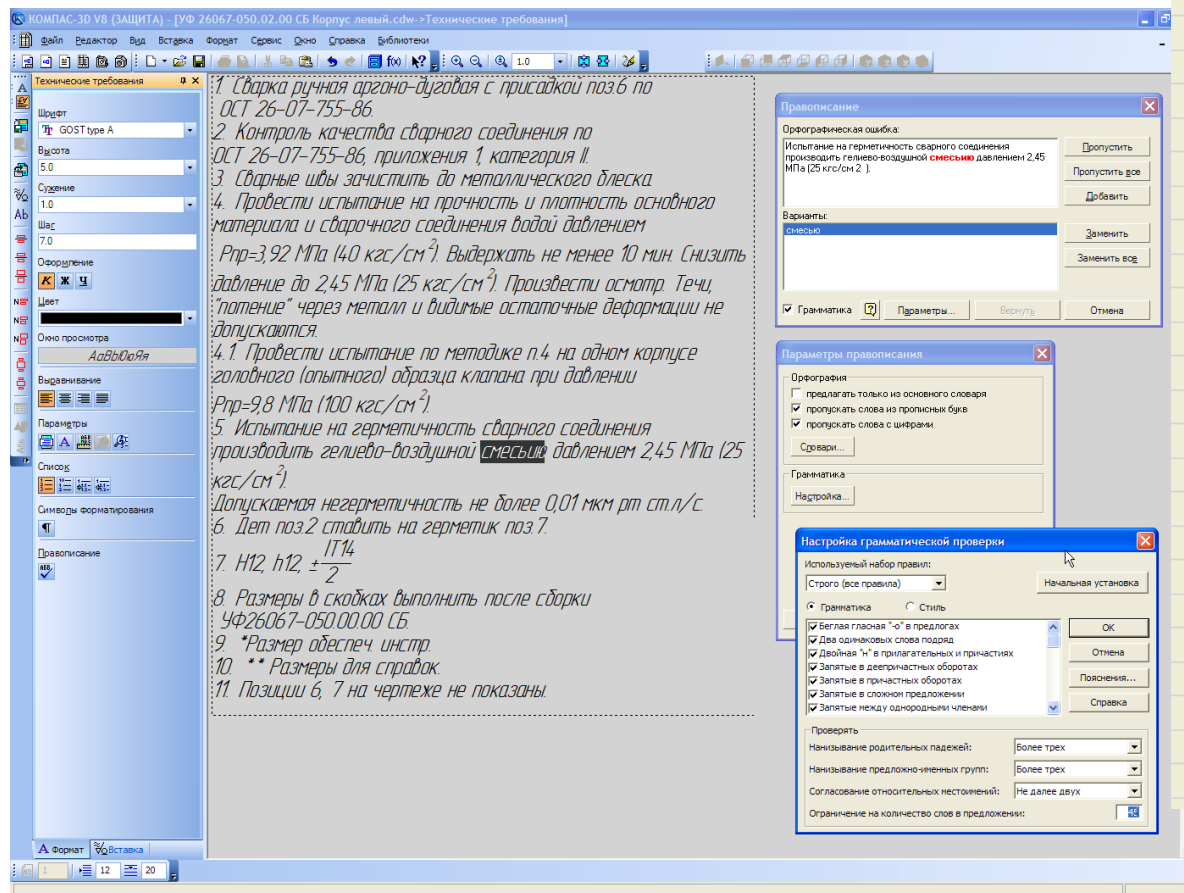 КОМПАС-3D V8 (ЗАЩИТА) - [УФ 26067-050.02.00 СБ Корпус левый.cdw->Технические требования]
Файл Редактор Вид Вставка Формат Сервис Окно Справка Библиотеки
1.0
Технические требования
Шрифт
GOST type A
Высота
5.0
Сужение
1.0
Шаг
7.0
Оформление
К Ж Ч
Цвет
Окно просмотра
АаВbЮюЯя
Выравнивание
Параметры
Список
Символы форматирования
Правописание
Формат
Вставка
1
12
20
1. Сварка ручная аргоно-дуговая с присадкой поз.6 по
ОСТ 26-07-755-86.
2. Контроль качества сварного соединения по
ОСТ 26-07-755-86, приложения 1, категория II.
3. Сварные швы зачистить до металлического блеска.
4. Провести испытание на прочность и плотность основного
материала и сварочного соединения водой давлением
Рпр=3,92 МПа (40 кгс/см 2). Выдержать не менее 10 мин. Снизить
давление до 2,45 МПа (25 кгс/см 2). Произвести осмотр. Течи,
"потение" через металл и видимые остаточные деформации не
допускаются.
4.1. Провести испытание по методике п.4 на одном корпусе
головного (опытного) образца клапана при давлении
Рпр=9,8 МПа (100 кгс/см 2).
5. Испытание на герметичность сварного соединения
производить гелиево-воздушной смесьию давлением 2,45 МПа (25
кгс/см 2).
Допускаемая негерметичность не более 0,01 мкм рт ст.л/с.
6. Дет поз.2 ставить на герметик поз.7.
7. Н12, h12, ± IT14/2
8. Размеры в скобках выполнить после сборки
УФ26067-050.00.00 СБ.
9. *Размер обеспеч. инстр.
10. ** Размеры для справок.
11. Позиции 6, 7 на чертеже не показаны.
Правописание
Орфографическая ошибка:
Испытание на герметичность сварного соединения
производить гелиево-воздушной смесьию давлением 2,45
МПа (25 кгс/см 2 ).
Пропустить
Пропустить все
Добавить
Варианты:
смесью
Заменить
Заменить все
Грамматика
Параметры...
Вернуть
Отмена
Параметры правописания
Орфография
предлагать только из основного словаря
пропускать слова из прописных букв
пропускать слова с цифрами
Словари...
Грамматика
Настройка...
Настройка грамматической проверки
Используемый набор правил:
Строго (все правила)
Начальная установка
Грамматика Стиль
Беглая гласная "-о" в предлогах
Два одинаковых слова подряд
Двойная "н" в прилагательных и причастиях
Запятые в деепричастных оборотах
Запятые в причастных оборотах
Запятые в сложном предложении
Запятые между однородными членами
ОК
Отмена
Пояснения...
Справка
Проверять
Нанизывание родительных падежей: Более трех
Нанизывание предложно-именных групп: Более трех
Согласование относительных местоимений: Не далее двух
Ограничение на количество слов в предложении: